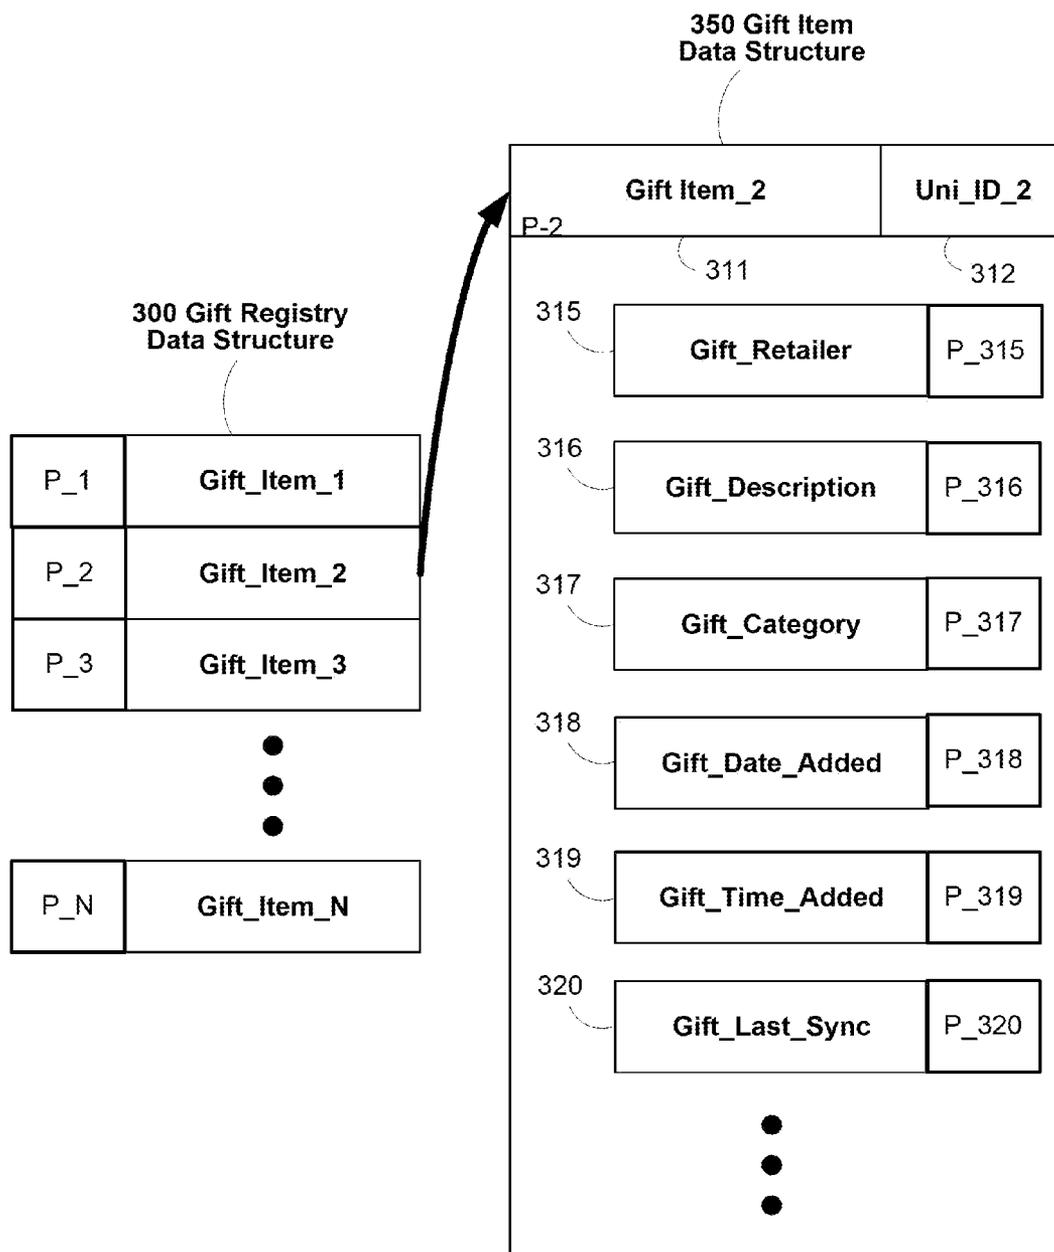 350 Gift Item
Data Structure
Gift Item_2
Uni_ID_2
P-2
311
312
300 Gift Registry
Data Structure
P_1
Gift_Item_1
P_2
Gift_Item_2
P_3
Gift_Item_3
P_N
Gift_Item_N
315
Gift_Retailer
P_315
316
Gift_Description
P_316
317
Gift_Category
P_317
318
Gift_Date_Added
P_318
319
Gift_Time_Added
P_319
320
Gift_Last_Sync
P_320